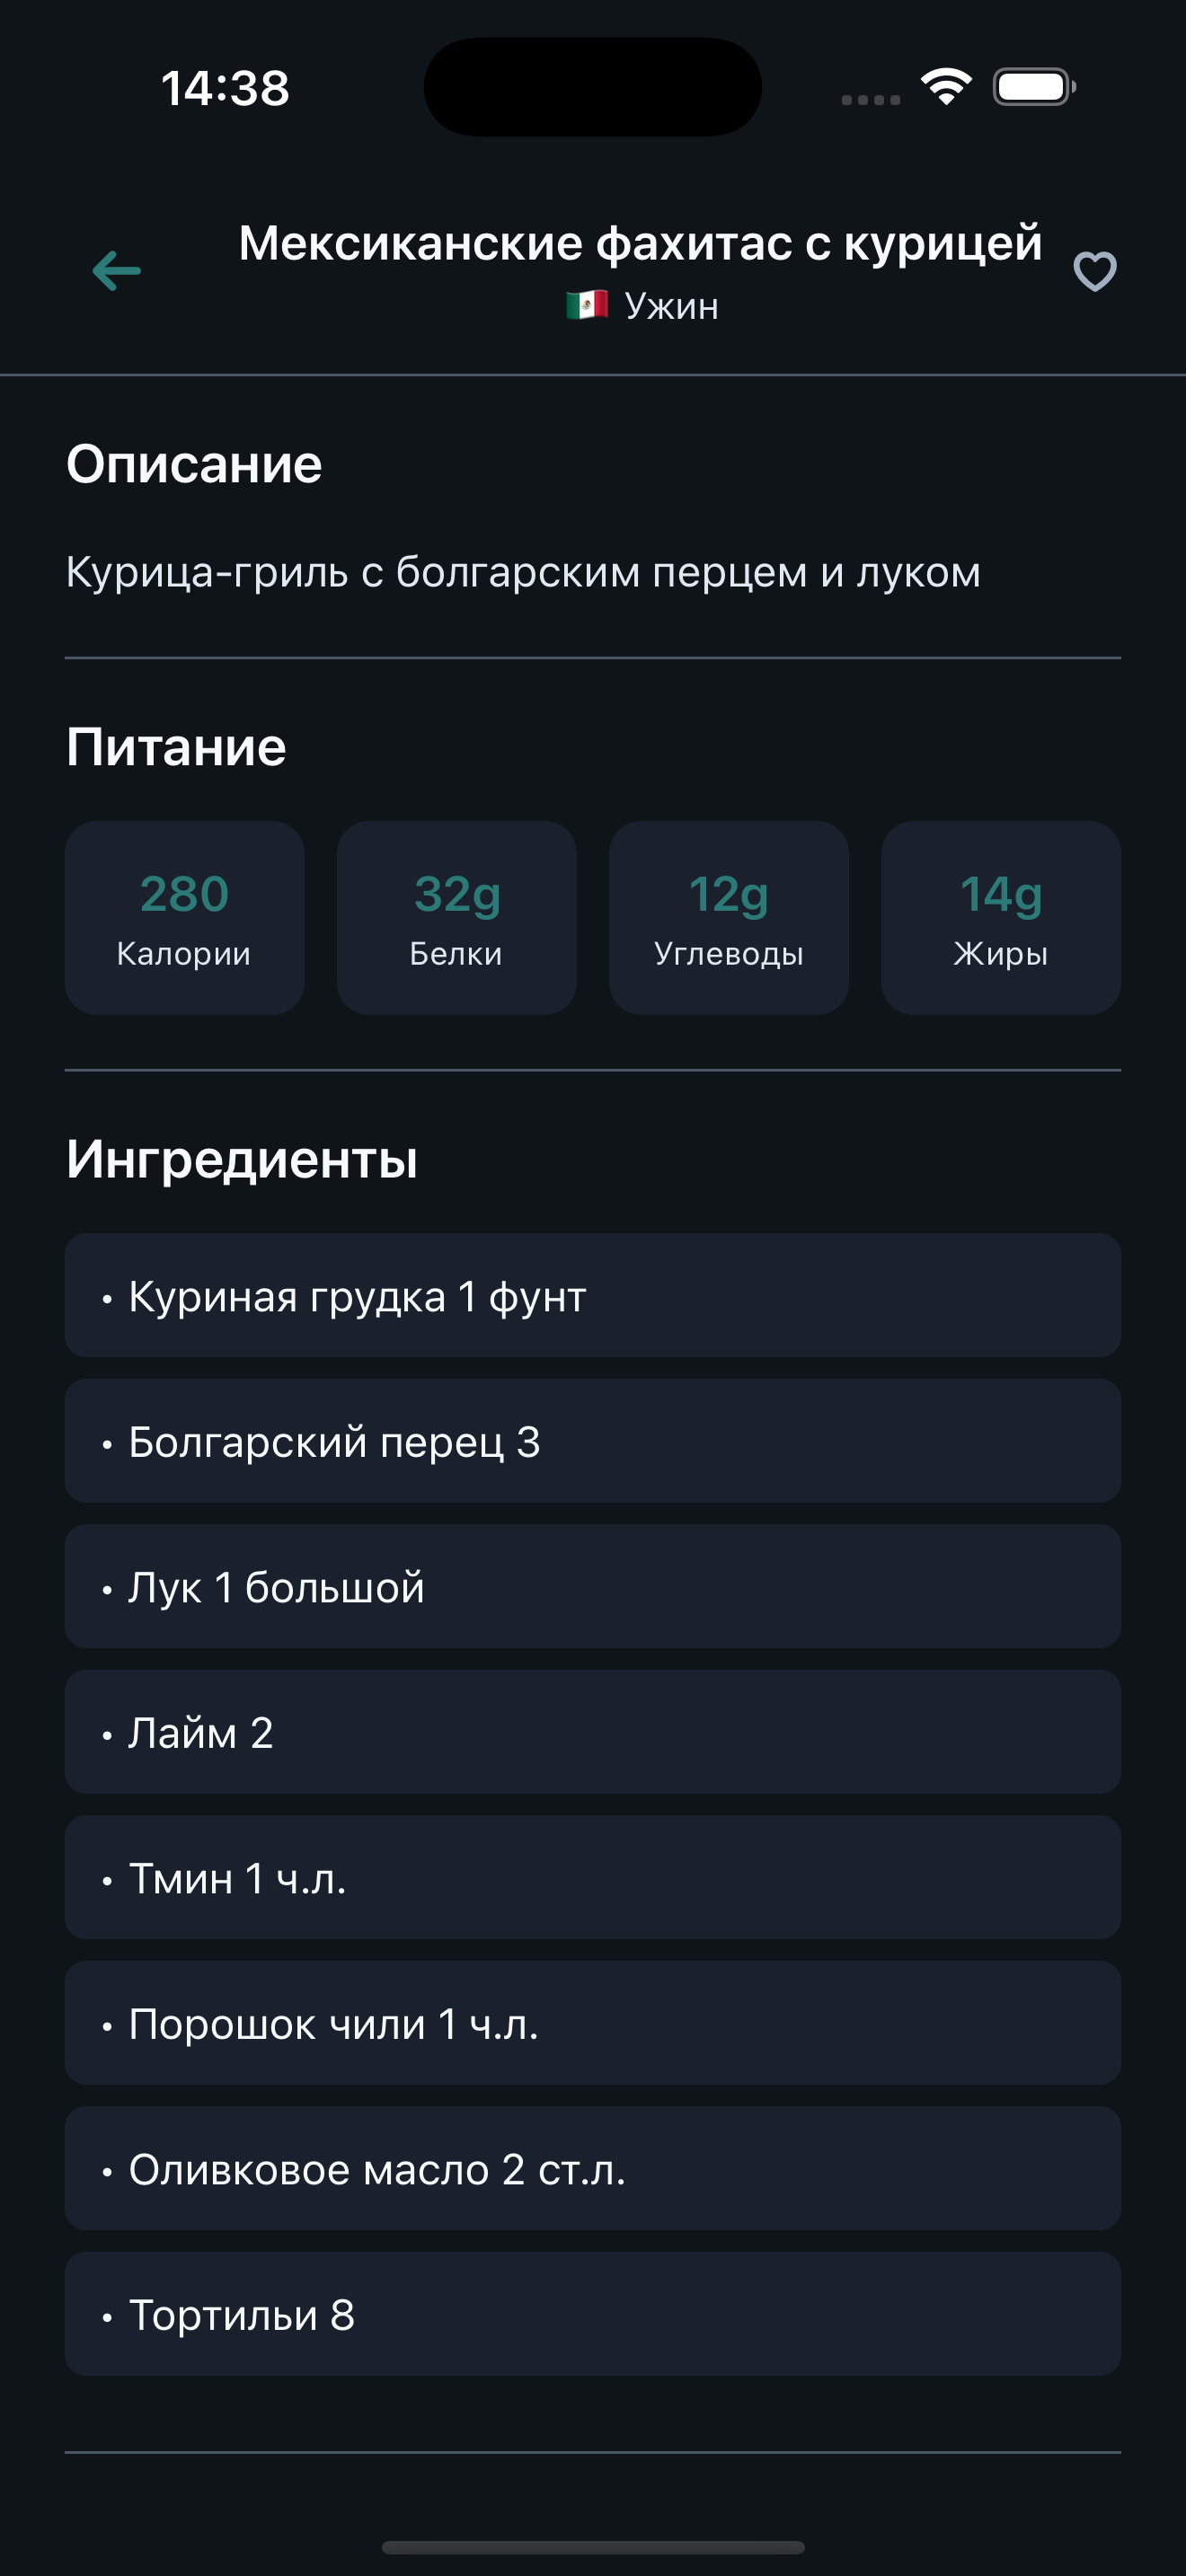 14:38
Мексиканские фахитас с курицей
🇲🇽 Ужин
Описание
Курица-гриль с болгарским перцем и луком
Питание
280 32g 12g 14g
Калории Белки Углеводы Жиры
Ингредиенты
• Куриная грудка 1 фунт
• Болгарский перец 3
• Лук 1 большой
• Лайм 2
• Тмин 1 ч.л.
• Порошок чили 1 ч.л.
• Оливковое масло 2 ст.л.
• Тортильи 8